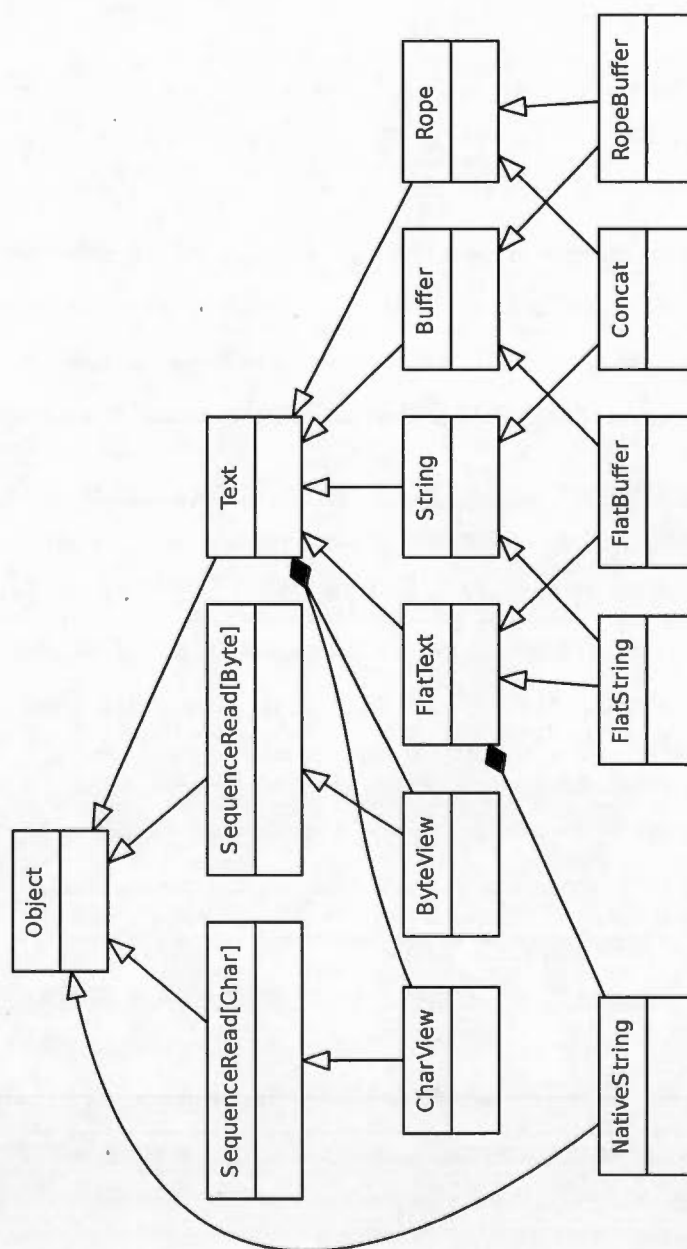 Object
SequenceRead[Char]
SequenceRead[Byte]
Text
CharView
ByteView
FlatText
String
Buffer
Rope
NativeString
FlatString
FlatBuffer
Concat
RopeBuffer